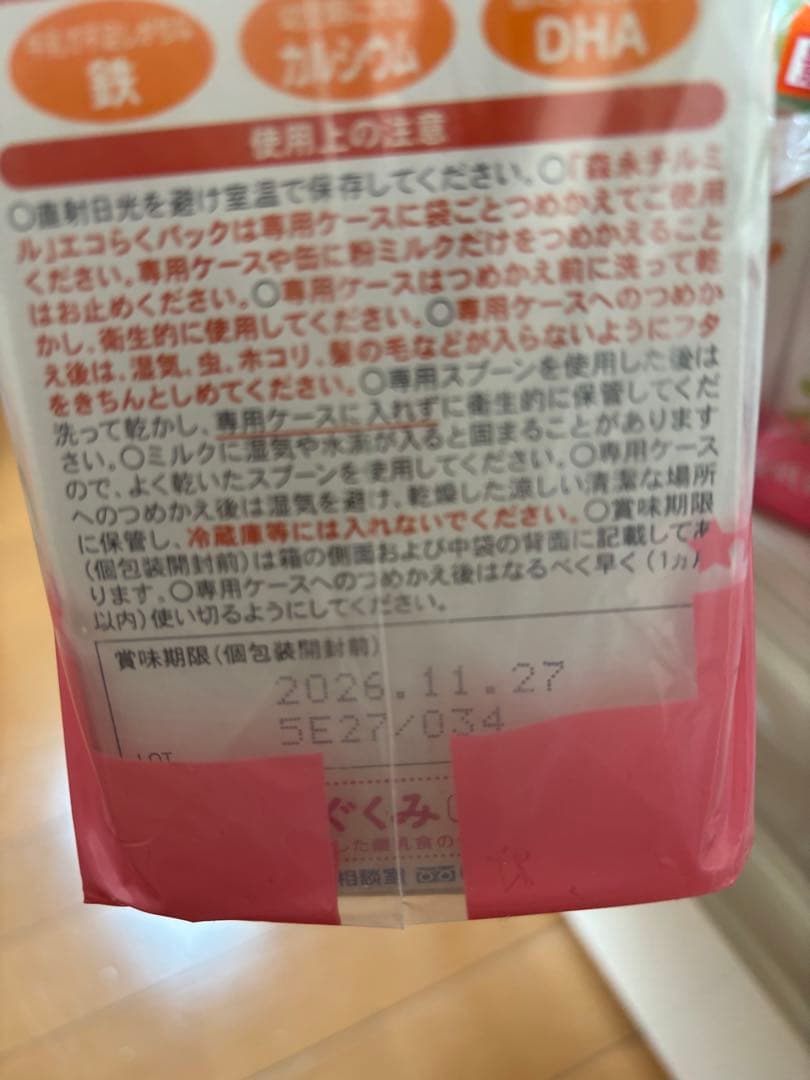 鉄
カルシウム
DHA
使用上の注意
○直射日光を避け室温で保存してください。○「森永チルミ
ル」エコらくパックは専用ケースに袋ごとつめかえてご使用
ください。専用ケースや缶に粉ミルクだけをつめかえること
はお止めください。○専用ケースはつめかえ前に洗って乾
かし、衛生的に使用してください。○専用ケースへのつめか
え後は、湿気、虫、ホコリ、髪の毛などが入らないようにフタ
をきちんとしめてください。○専用スプーンを使用した後は
洗って乾かし、専用ケースに入れずに衛生的に保管してくだ
さい。○ミルクに湿気や水滴が入ると固まることがあります
ので、よく乾いたスプーンを使用してください。○専用ケース
へのつめかえ後は湿気を避け、乾燥した涼しい清潔な場所
に保管し、冷蔵庫等には入れないでください。○賞味期限
(個包装開封前)は箱の側面および中袋の背面に記載してあ
ります。○専用ケースへのつめかえ後はなるべく早く(1ヵ月
以内)使い切るようにしてください。
賞味期限(個包装開封前)
2026.11.27
5E27/034
LOT
ぐくみ
した離乳食の
相談室